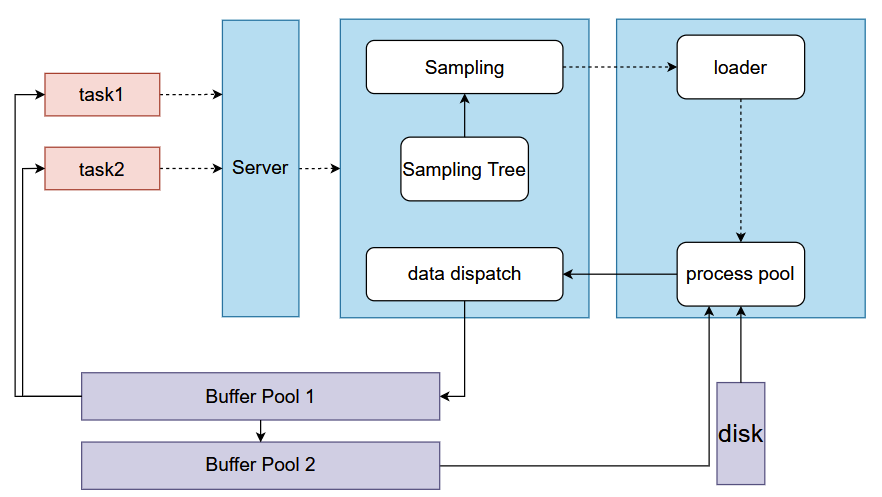 Sampling
loader
task1
task2
Server
Sampling Tree
data dispatch
process pool
Buffer Pool 1
disk
Buffer Pool 2